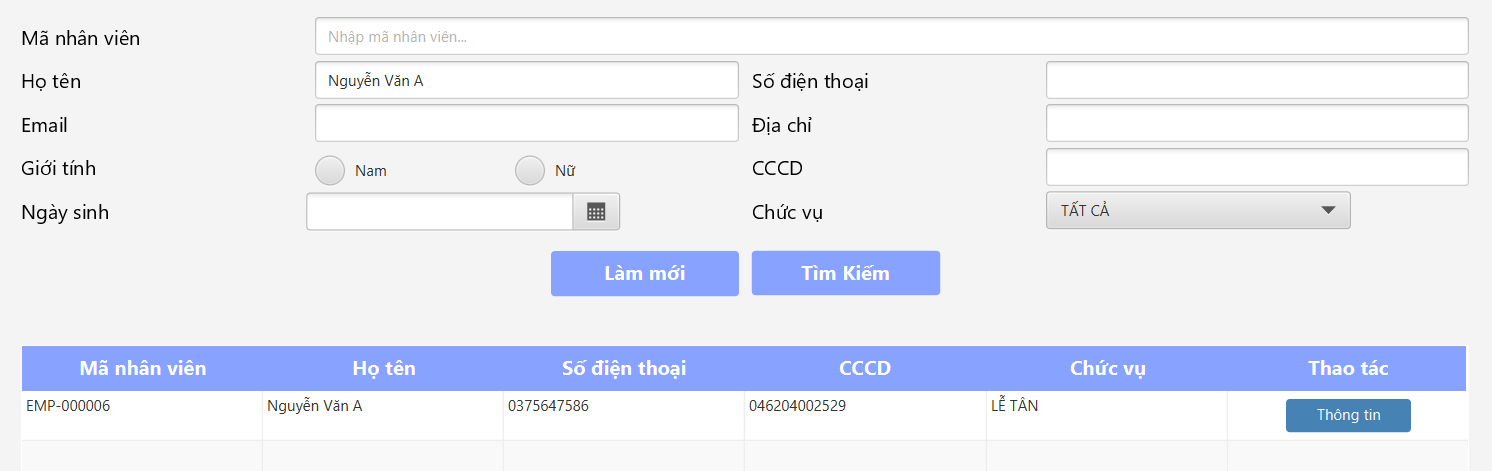 Mã nhân viên Nhập mã nhân viên...
Họ tên Nguyễn Văn A Số điện thoại
Email Địa chỉ
Giới tính Nam Nữ CCCD
Ngày sinh Chức vụ TẤT CẢ
Làm mới Tìm Kiếm
Mã nhân viên Họ tên Số điện thoại CCCD Chức vụ Thao tác
EMP-000006 Nguyễn Văn A 0375647586 046204002529 LỄ TÂN Thông tin